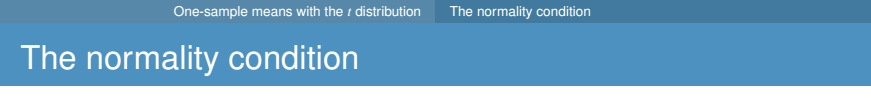 One-sample means with the t distribution The normality condition
The normality condition